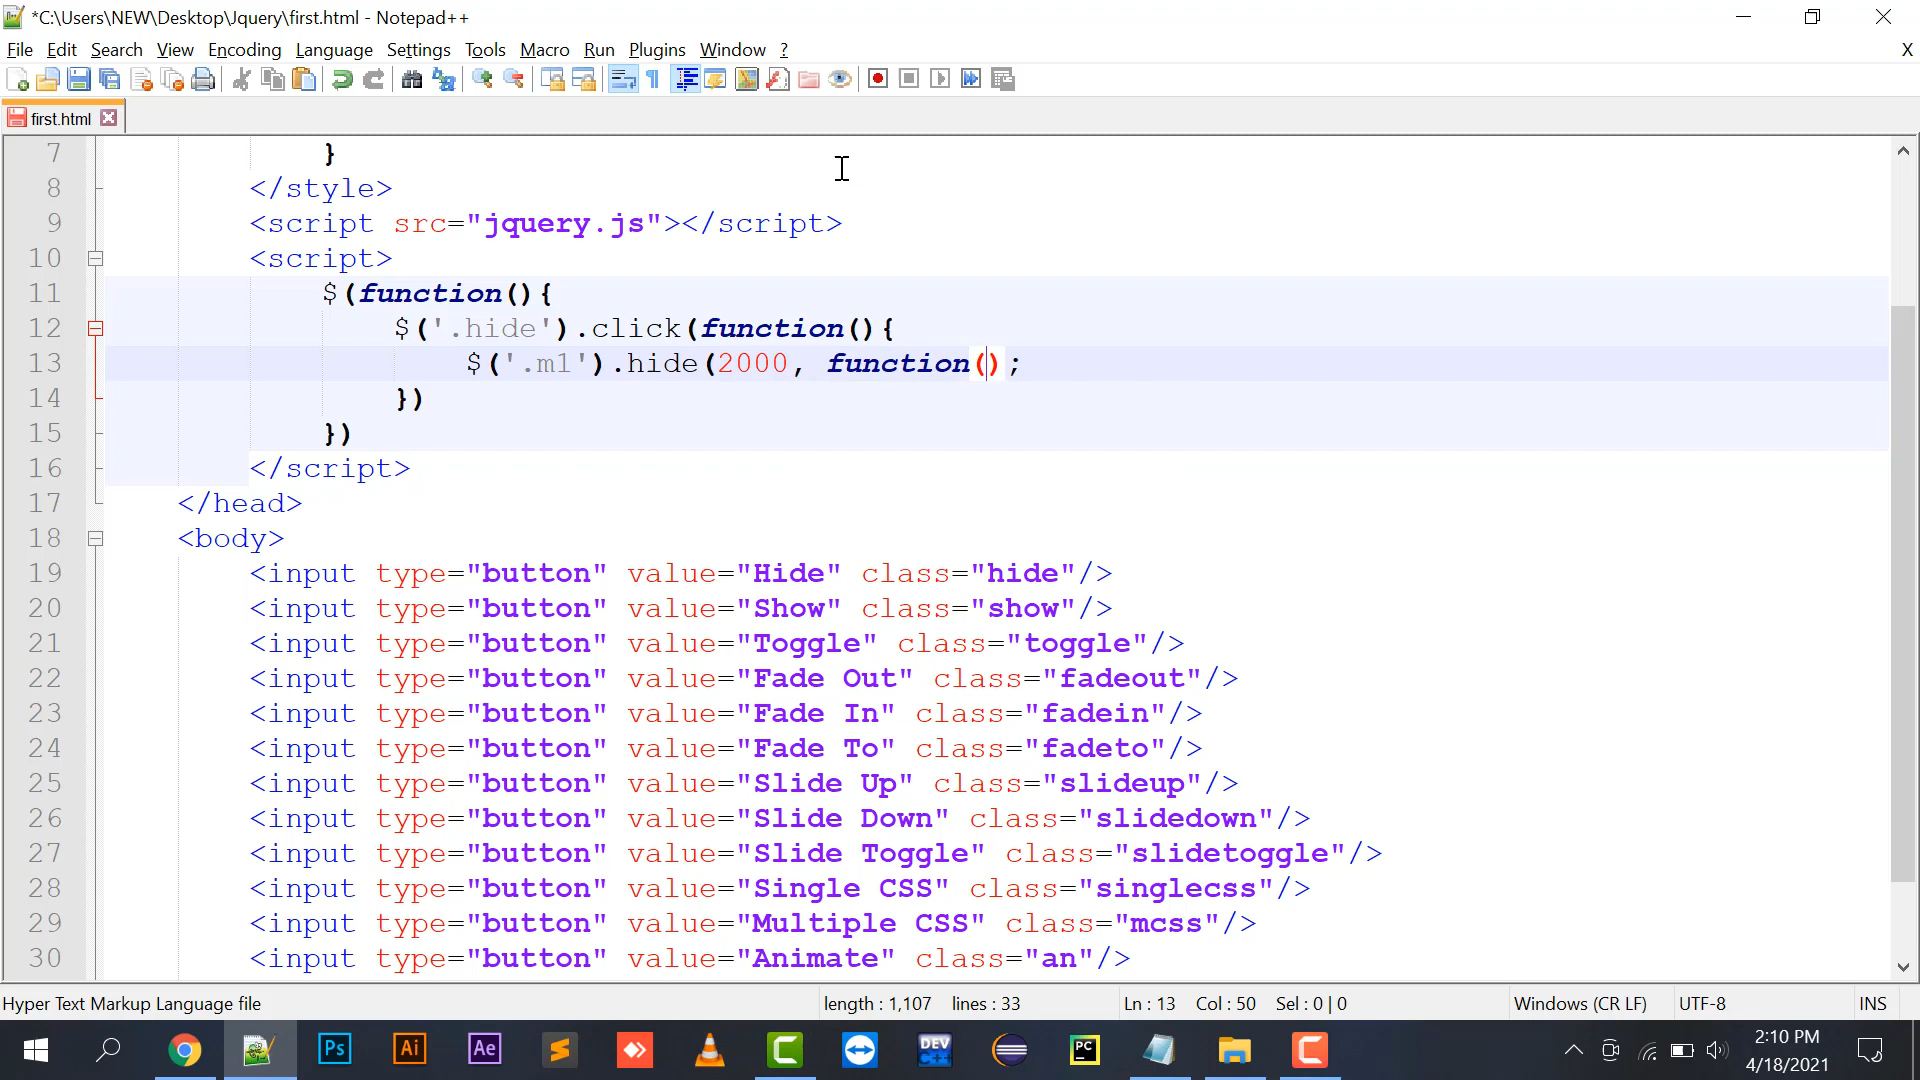 *C:\Users\NEW\Desktop\Jquery\first.html - Notepad++
File Edit Search View Encoding Language Settings Tools Macro Run Plugins Window ? X
first.html
7 }
8 </style>
9 <script src="jquery.js"></script>
10 <script>
11 $(function(){
12 $('.hide').click(function(){
13 $('.m1').hide(2000, function();
14 })
15 })
16 </script>
17 </head>
18 <body>
19 <input type="button" value="Hide" class="hide"/>
20 <input type="button" value="Show" class="show"/>
21 <input type="button" value="Toggle" class="toggle"/>
22 <input type="button" value="Fade Out" class="fadeout"/>
23 <input type="button" value="Fade In" class="fadein"/>
24 <input type="button" value="Fade To" class="fadeto"/>
25 <input type="button" value="Slide Up" class="slideup"/>
26 <input type="button" value="Slide Down" class="slidedown"/>
27 <input type="button" value="Slide Toggle" class="slidetoggle"/>
28 <input type="button" value="Single CSS" class="singlecss"/>
29 <input type="button" value="Multiple CSS" class="mcss"/>
30 <input type="button" value="Animate" class="an"/>
Hyper Text Markup Language file length : 1,107 lines : 33 Ln : 13 Col : 50 Sel : 0 | 0 Windows (CR LF) UTF-8 INS
Ps Ai Ae DEV C++ PC 2:10 PM
4/18/2021